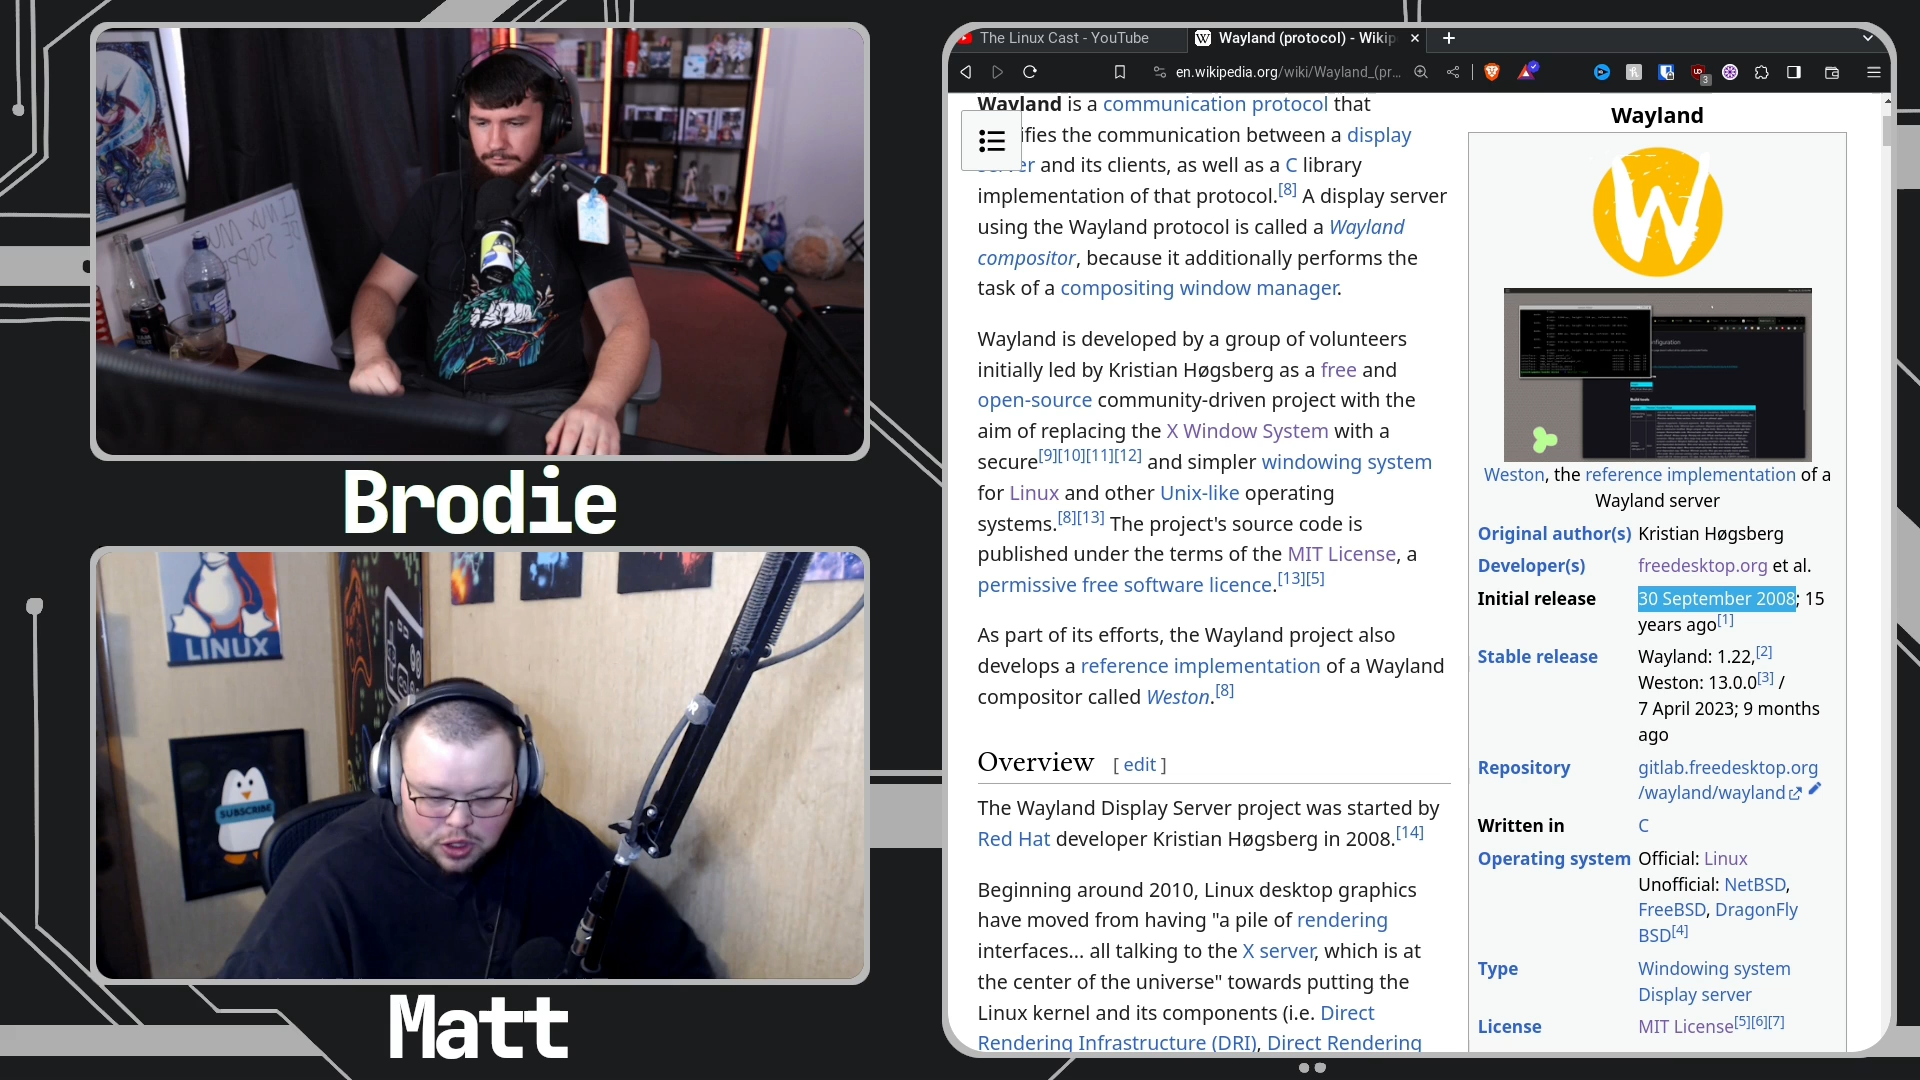 LINUX MU
BE STOPP
Brodie
LINUX
SUBSCRIBE
Matt
The Linux Cast - YouTube
Wayland (protocol) - Wikip
en.wikipedia.org/wiki/Wayland_(pr...
3
Wayland is a communication protocol that
ifies the communication between a display
server and its clients, as well as a C library
implementation of that protocol.[8] A display server
using the Wayland protocol is called a Wayland
compositor, because it additionally performs the
task of a compositing window manager.
Wayland is developed by a group of volunteers
initially led by Kristian Høgsberg as a free and
open-source community-driven project with the
aim of replacing the X Window System with a
secure[9][10][11][12] and simpler windowing system
for Linux and other Unix-like operating
systems.[8][13] The project's source code is
published under the terms of the MIT License, a
permissive free software licence.[13][5]
As part of its efforts, the Wayland project also
develops a reference implementation of a Wayland
compositor called Weston.[8]
Overview [ edit ]
The Wayland Display Server project was started by
Red Hat developer Kristian Høgsberg in 2008.[14]
Beginning around 2010, Linux desktop graphics
have moved from having "a pile of rendering
interfaces... all talking to the X server, which is at
the center of the universe" towards putting the
Linux kernel and its components (i.e. Direct
Rendering Infrastructure (DRI), Direct Rendering
Wayland
W
Weston, the reference implementation of a
Wayland server
Original author(s) Kristian Høgsberg
Developer(s) freedesktop.org et al.
Initial release 30 September 2008; 15
years ago[1]
Stable release Wayland: 1.22,[2]
Weston: 13.0.0[3] /
7 April 2023; 9 months
ago
Repository gitlab.freedesktop.org
/wayland/wayland
Written in C
Operating system Official: Linux
Unofficial: NetBSD,
FreeBSD, DragonFly
BSD[4]
Type Windowing system
Display server
License MIT License[5][6][7]